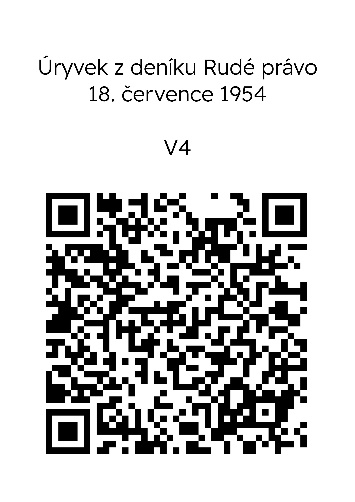 Úryvek z deníku Rudé právo
18. července 1954
V4